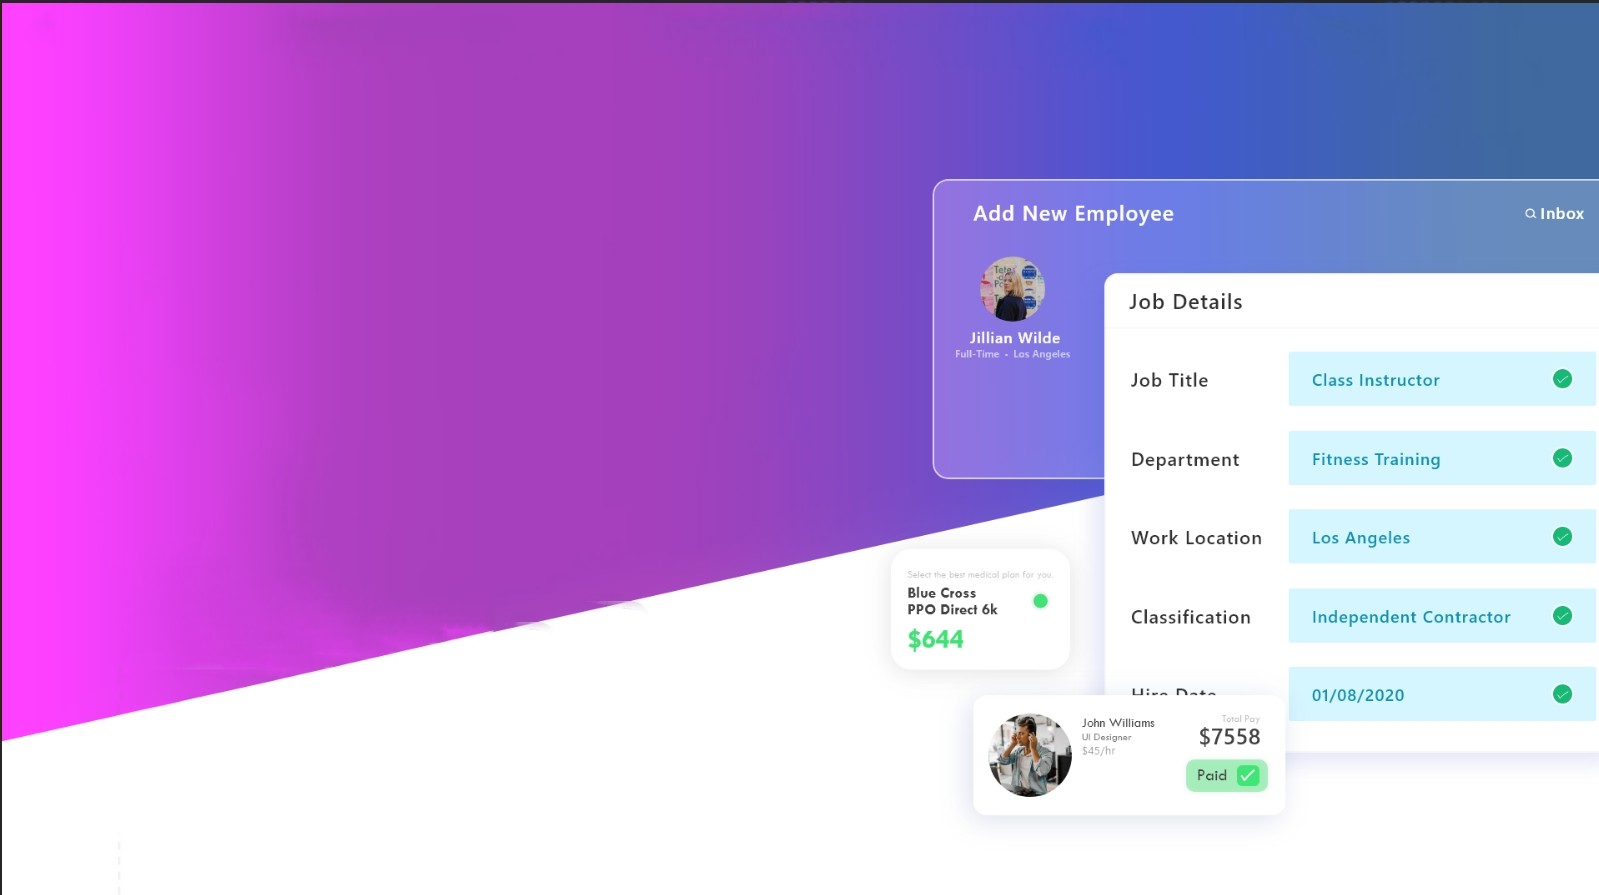 Add New Employee
Inbox
Jillian Wilde
Full-Time • Los Angeles
Job Details
Job Title
Class Instructor
Department
Fitness Training
Work Location
Los Angeles
Classification
Independent Contractor
Hire Date
01/08/2020
Select the best medical plan for you.
Blue Cross
PPO Direct 6k
$644
John Williams
UI Designer
$45/hr
Total Pay
$7558
Paid